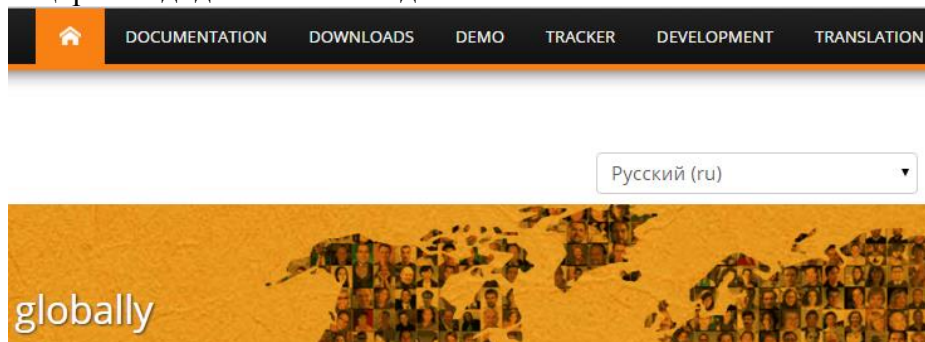 DOCUMENTATION DOWNLOADS DEMO TRACKER DEVELOPMENT TRANSLATION
Русский (ru)
globally